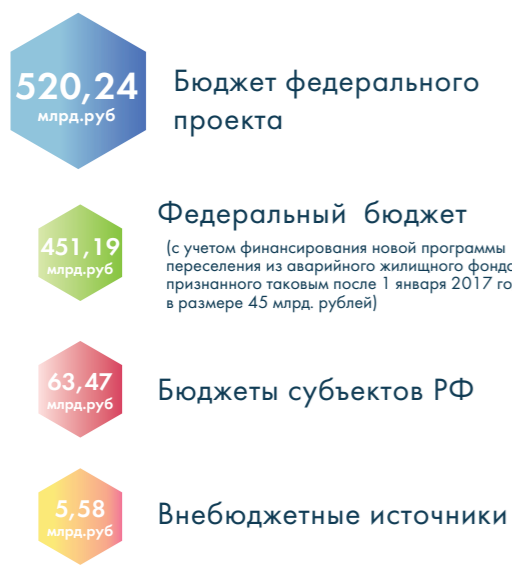 520,24
млрд.руб
Бюджет федерального
проекта
451,19
млрд.руб
Федеральный бюджет
(с учетом финансирования новой программы
переселения из аварийного жилищного
признанного таковым после 1 января 2017
в размере 45 млрд. рублей)
63,47
млрд.руб
Бюджеты субъектов РФ
5,58
млрд.руб
Внебюджетные источники